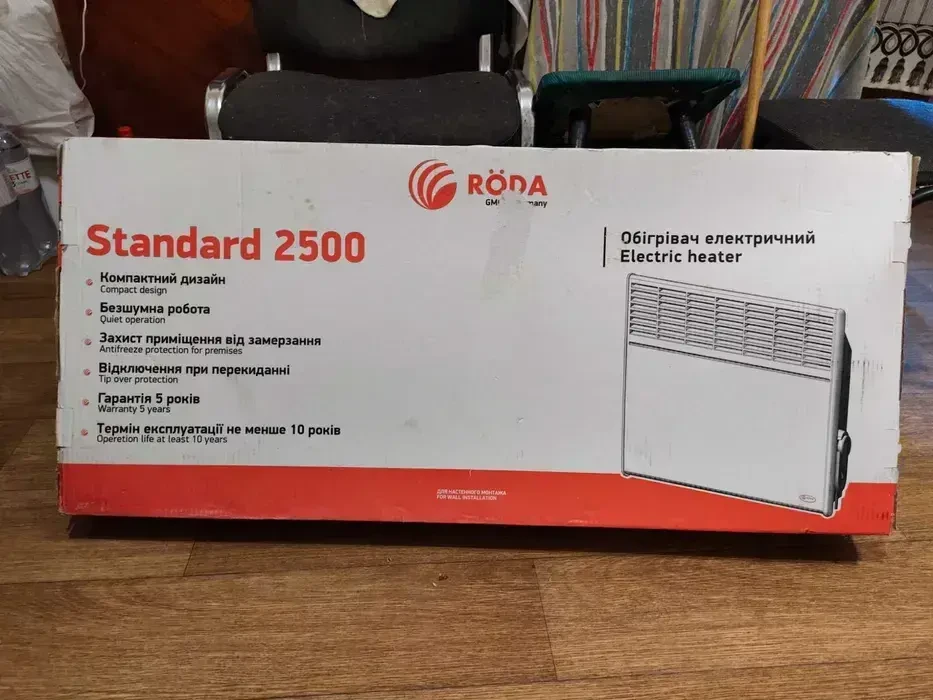 RÖDA
Standard 2500
Компактний дизайн
Compact design
Безшумна робота
Quiet operation
Захист приміщення від замерзання
Antifreeze protection for premises
Відключення при перекиданні
Tip over protection
Гарантія 5 років
Warranty 5 years
Термін експлуатації не менше 10 років
Operetion life at least 10 years
Обігрівач електричний
Electric heater
ДЛЯ НАСТЕННОГО МОНТАЖА
FOR WALL INSTALLATION